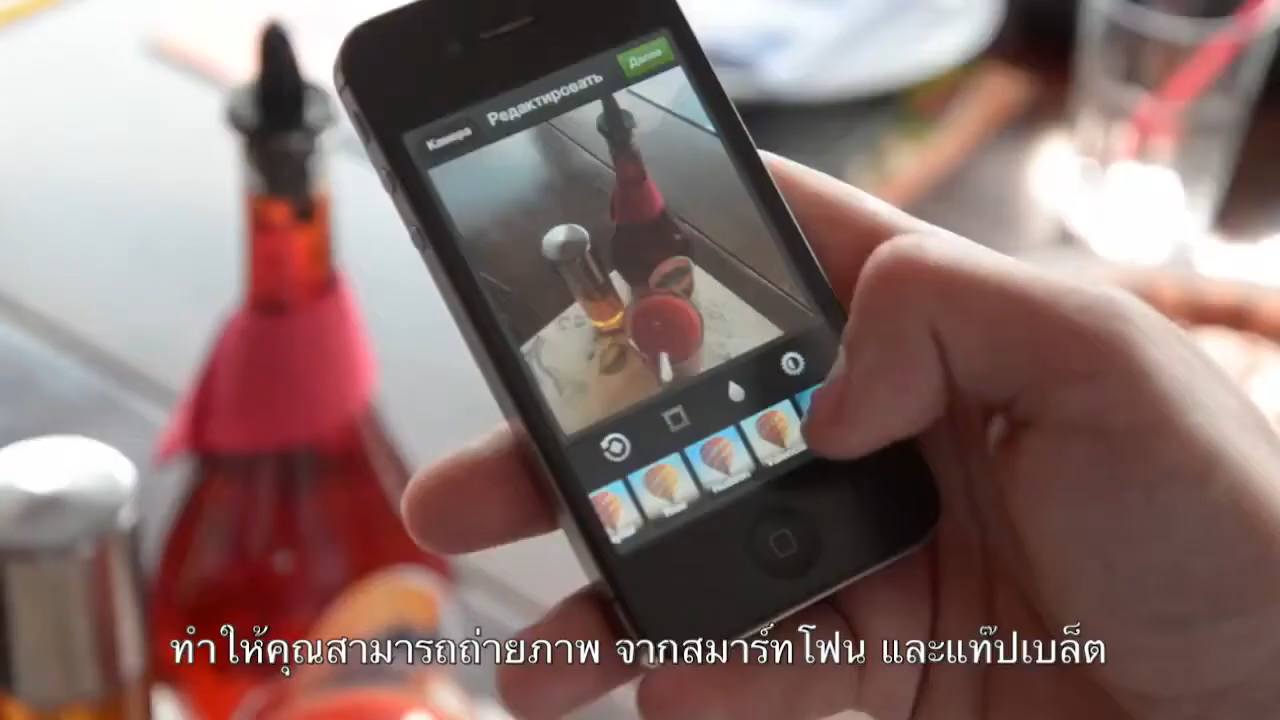 Далее
Редактировать
Камера
ทำให้คุณสามารถถ่ายภาพ จากสมาร์ทโฟน และแท๊ปเบล็ต